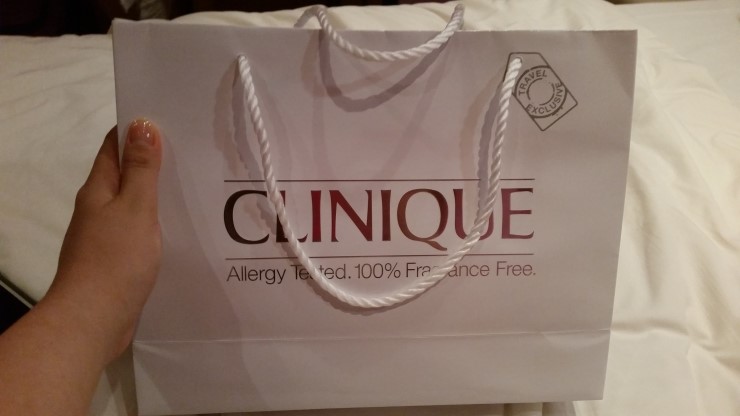 TRAVEL
EXCLUSIVE
CLINIQUE
Allergy Tested. 100% Fragrance Free.